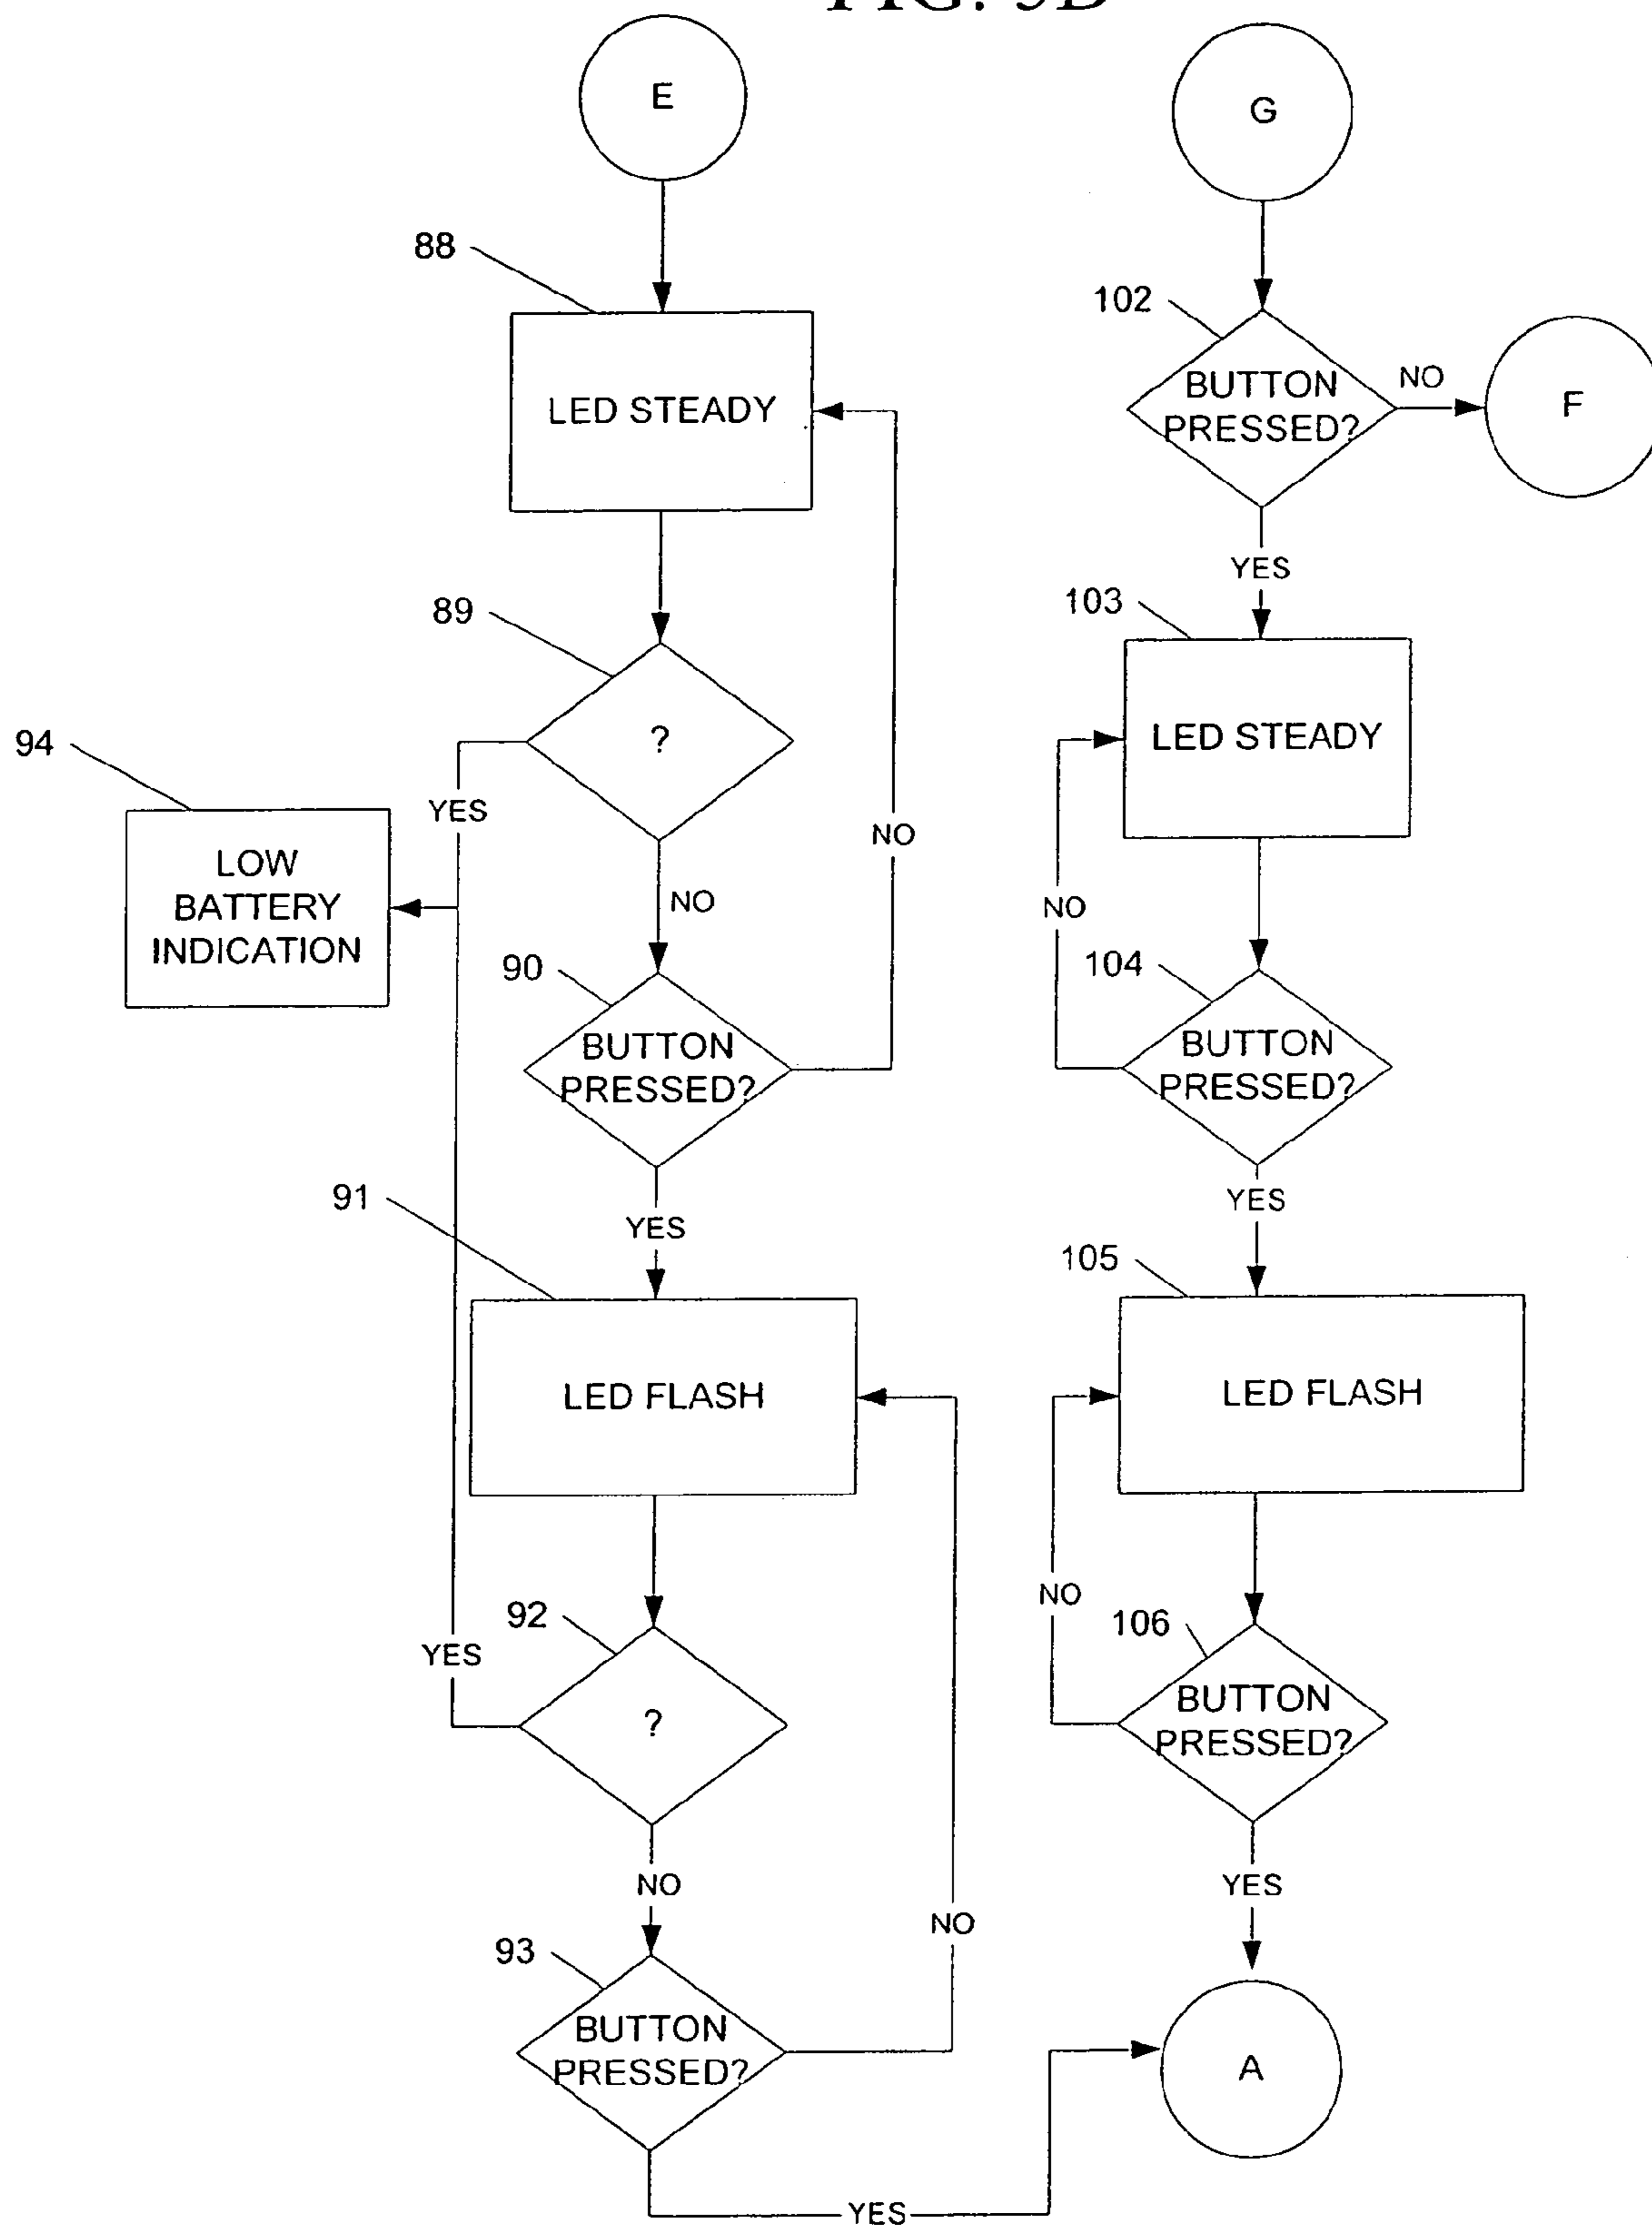 E
88
LED STEADY
89
?
YES
94
LOW
BATTERY
INDICATION
NO
NO
90
BUTTON
PRESSED?
YES
91
LED FLASH
92
?
YES
NO
NO
93
BUTTON
PRESSED?
YES
G
102
BUTTON
PRESSED?
NO
F
YES
103
LED STEADY
NO
104
BUTTON
PRESSED?
YES
105
LED FLASH
NO
106
BUTTON
PRESSED?
YES
A